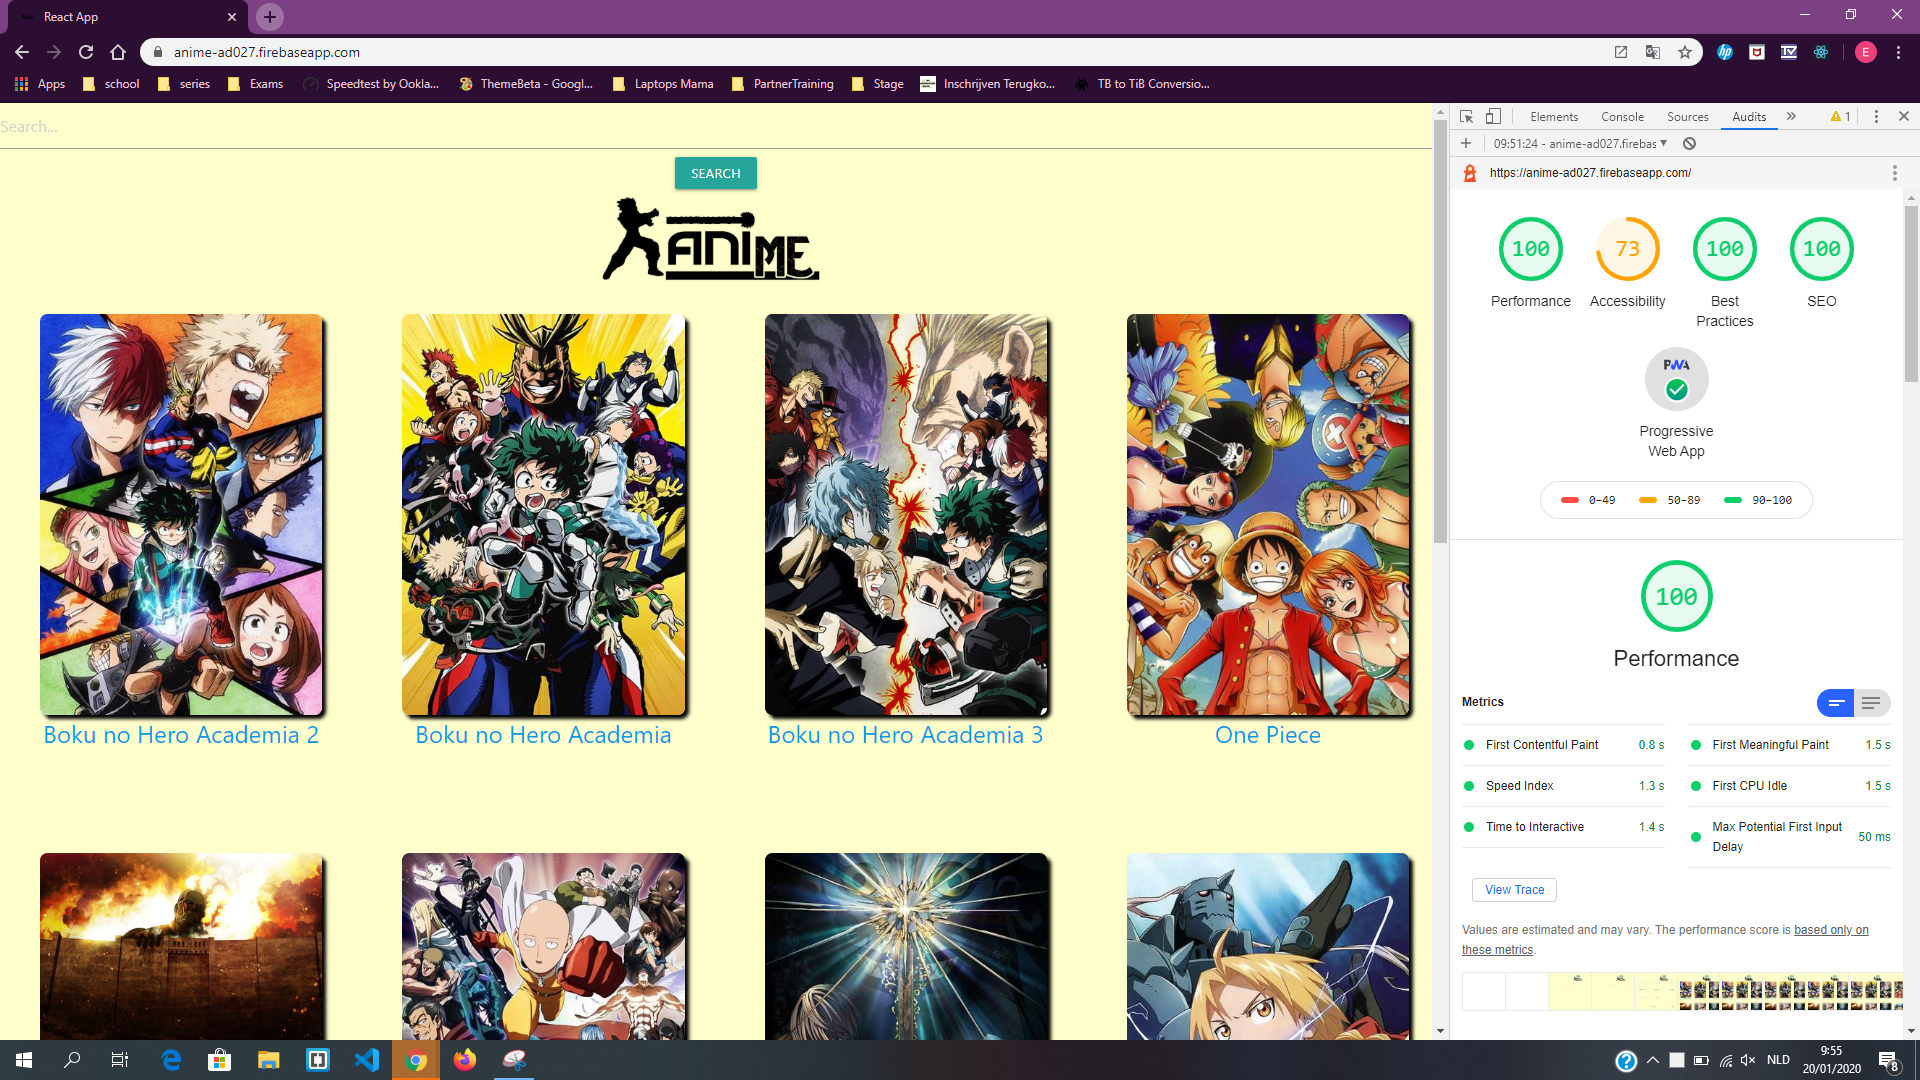 React App
anime-ad027.firebaseapp.com
E
Apps school series Exams Speedtest by Ookla... ThemeBeta - Googl... Laptops Mama PartnerTraining Stage Inschrijven Terugko... TB to TiB Conversio...
Search...
SEARCH
ANIME
Boku no Hero Academia 2
Boku no Hero Academia
Boku no Hero Academia 3
One Piece
Elements Console Sources Audits 1
09:51:24 - anime-ad027.firebas
https://anime-ad027.firebaseapp.com/
100 73 100 100
Performance Accessibility Best Practices SEO
PWA
Progressive
Web App
0-49 50-89 90-100
100
Performance
Metrics
First Contentful Paint 0.8 s
First Meaningful Paint 1.5 s
Speed Index 1.3 s
First CPU Idle 1.5 s
Time to Interactive 1.4 s
Max Potential First Input Delay 50 ms
View Trace
Values are estimated and may vary. The performance score is based only on
these metrics.
NLD
9:55
20/01/2020
8